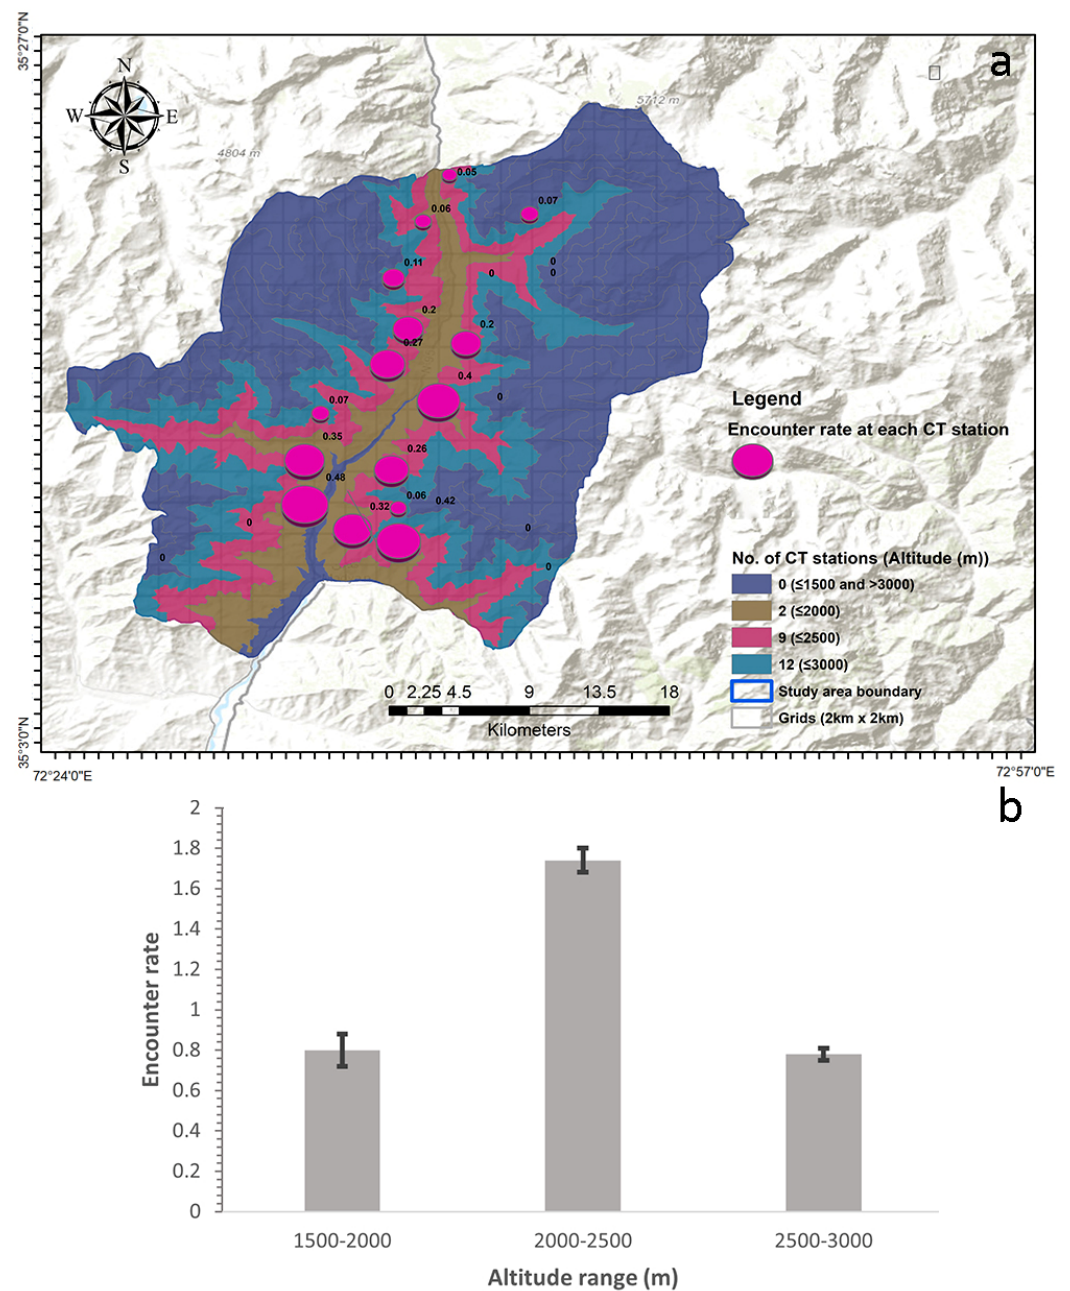 35°27'0"N
a
5712 m
N
W E
S
4804 m
0.05
0.06
0.07
0.11
0
0
0
0.2
0.2
0.27
0.4
0
0.07
0.35
0.26
0.48
0.06
0.42
0.32
0
0
0
0
Legend
Encounter rate at each CT station
No. of CT stations (Altitude (m))
0 (≤1500 and >3000)
2 (≤2000)
9 (≤2500)
12 (≤3000)
Study area boundary
Grids (2km x 2km)
0 2.25 4.5 9 13.5 18
Kilometers
35°3'0"N
72°24'0"E
72°57'0"E
b
2
1.8
1.6
1.4
1.2
1
0.8
0.6
0.4
0.2
0
Encounter rate
1500-2000
2000-2500
2500-3000
Altitude range (m)